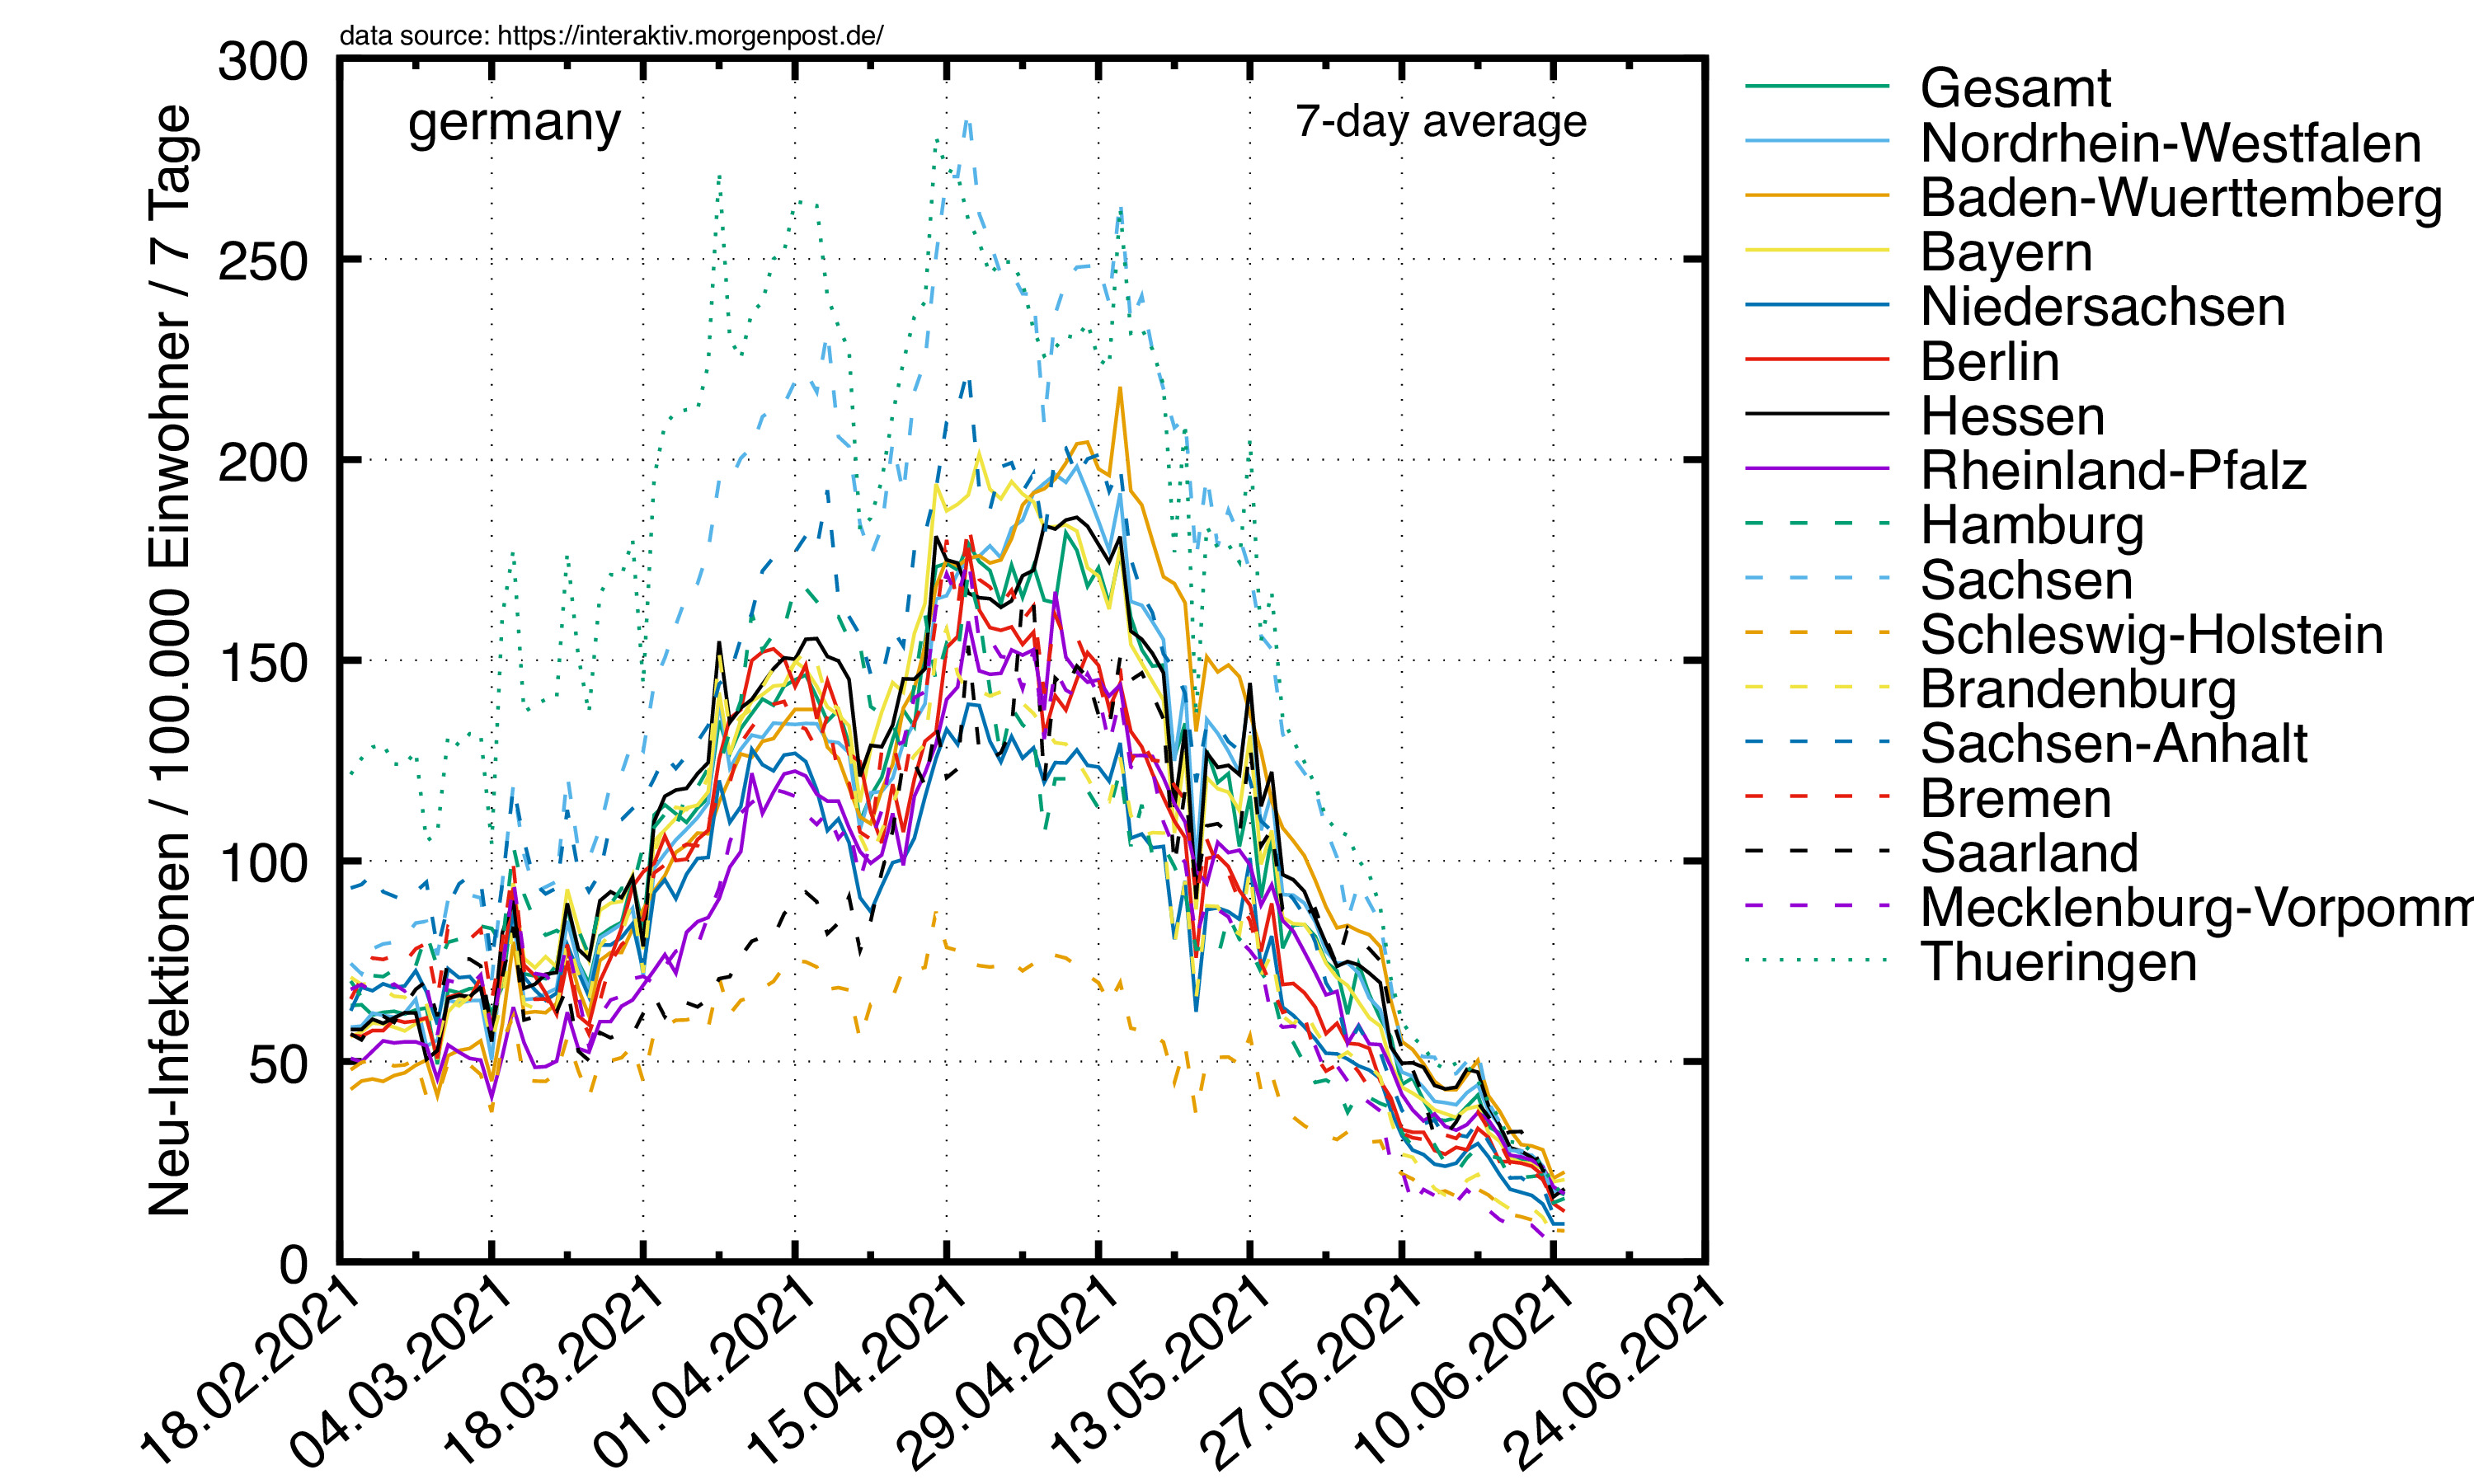 data source: https://interaktiv.morgenpost.de/
germany
7-day average
Neu-Infektionen / 100.000 Einwohner / 7 Tage
300
250
200
150
100
50
0
18.02.2021
04.03.2021
18.03.2021
01.04.2021
15.04.2021
29.04.2021
13.05.2021
27.05.2021
10.06.2021
24.06.2021
Gesamt
Nordrhein-Westfalen
Baden-Wuerttemberg
Bayern
Niedersachsen
Berlin
Hessen
Rheinland-Pfalz
Hamburg
Sachsen
Schleswig-Holstein
Brandenburg
Sachsen-Anhalt
Bremen
Saarland
Mecklenburg-Vorpomm
Thueringen